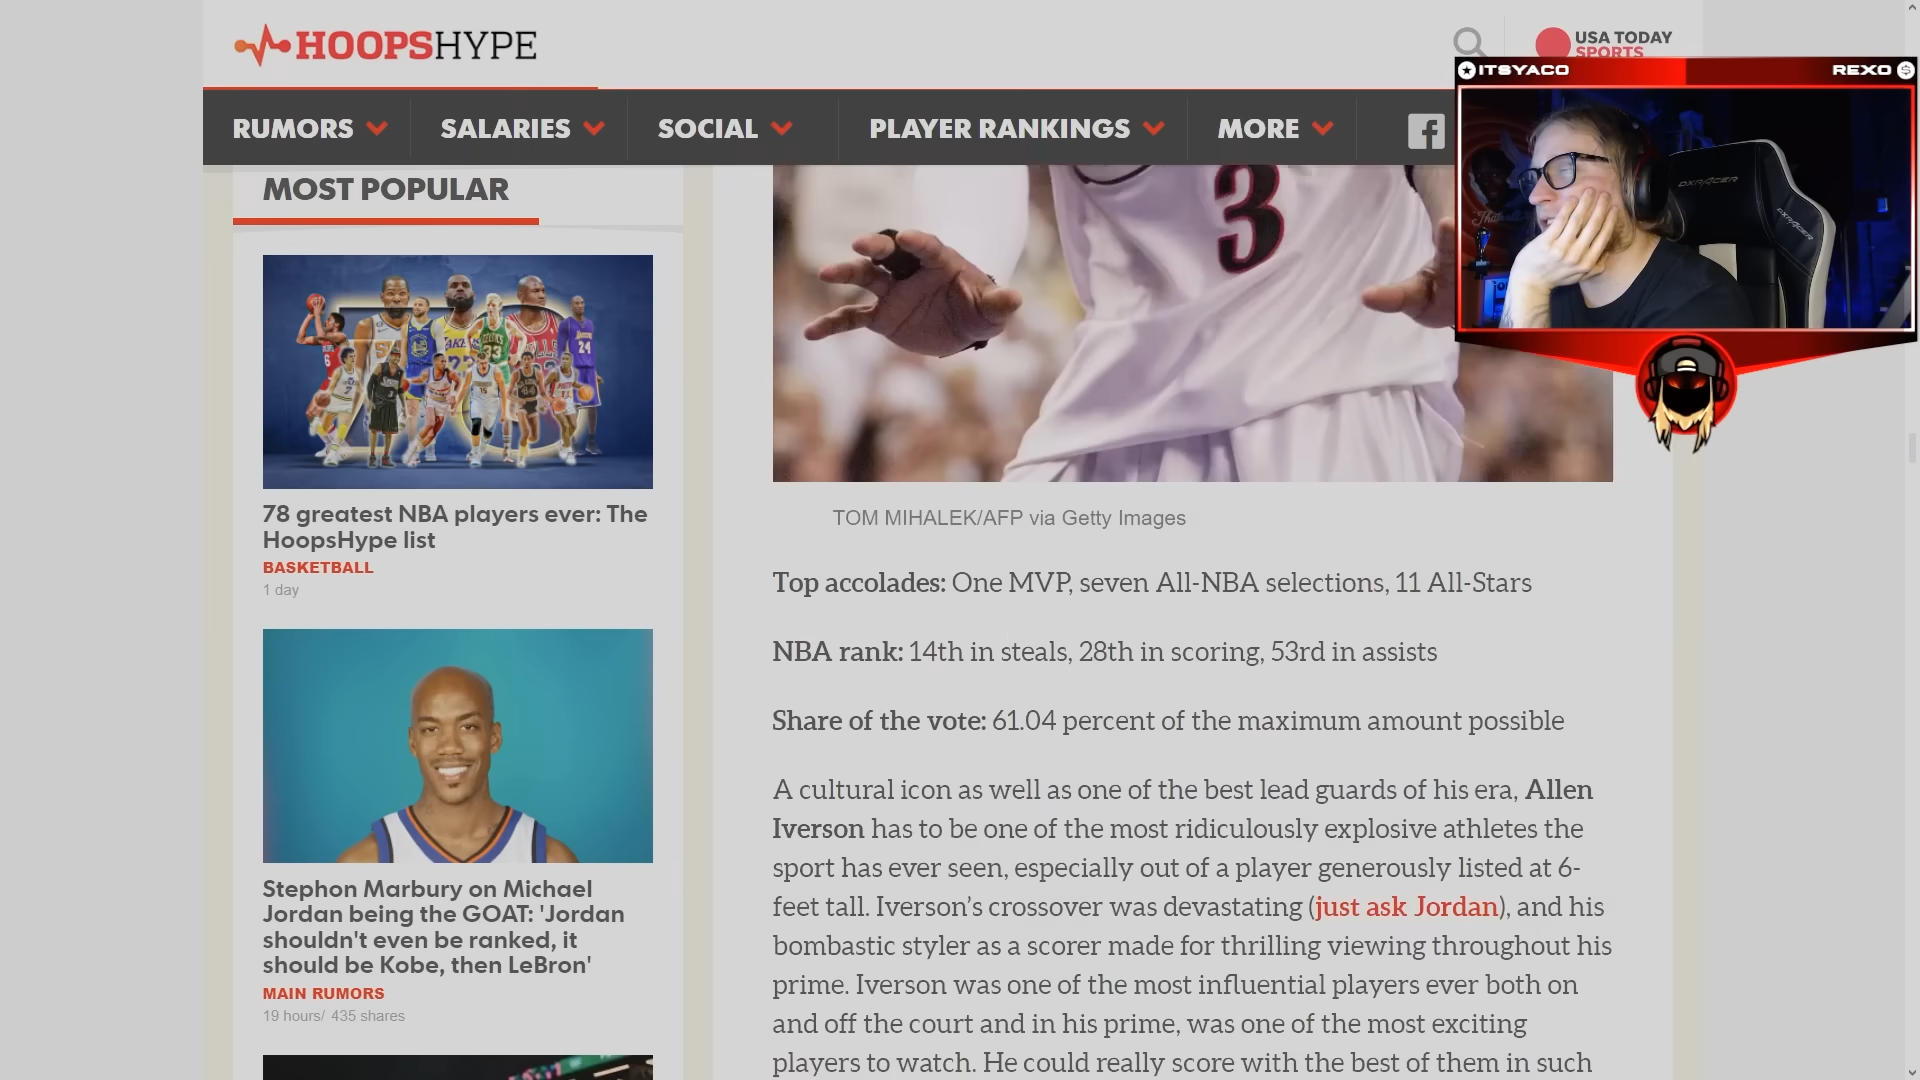 HOOPSHYPE
USA TODAY
SPORTS
ITSYACO
REXO
RUMORS
SALARIES
SOCIAL
PLAYER RANKINGS
MORE
DXRACER
DXRACER
MOST POPULAR
3
78 greatest NBA players ever: The
HoopsHype list
BASKETBALL
1 day
Stephon Marbury on Michael
Jordan being the GOAT: 'Jordan
shouldn't even be ranked, it
should be Kobe, then LeBron'
MAIN RUMORS
19 hours/ 435 shares
TOM MIHALEK/AFP via Getty Images
Top accolades: One MVP, seven All-NBA selections, 11 All-Stars
NBA rank: 14th in steals, 28th in scoring, 53rd in assists
Share of the vote: 61.04 percent of the maximum amount possible
A cultural icon as well as one of the best lead guards of his era, Allen
Iverson has to be one of the most ridiculously explosive athletes the
sport has ever seen, especially out of a player generously listed at 6-
feet tall. Iverson’s crossover was devastating (just ask Jordan), and his
bombastic styler as a scorer made for thrilling viewing throughout his
prime. Iverson was one of the most influential players ever both on
and off the court and in his prime, was one of the most exciting
players to watch. He could really score with the best of them in such